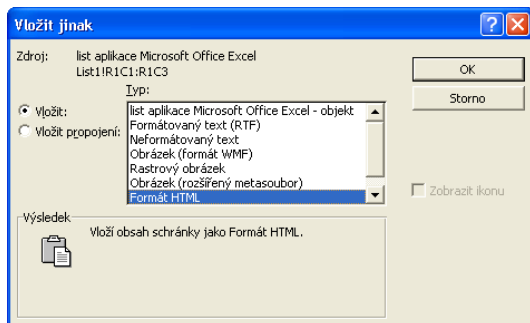 Vložit jinak
Zdroj: list aplikace Microsoft Office Excel
List1!R1C1:R1C3
OK
Storno
Typ:
Vložit:
Vložit propojení:
list aplikace Microsoft Office Excel - objekt
Formátovaný text (RTF)
Neformátovaný text
Obrázek (formát WMF)
Rastrový obrázek
Obrázek (rozšířený metasoubor)
Formát HTML
Zobrazit ikonu
Výsledek
Vloží obsah schránky jako Formát HTML.